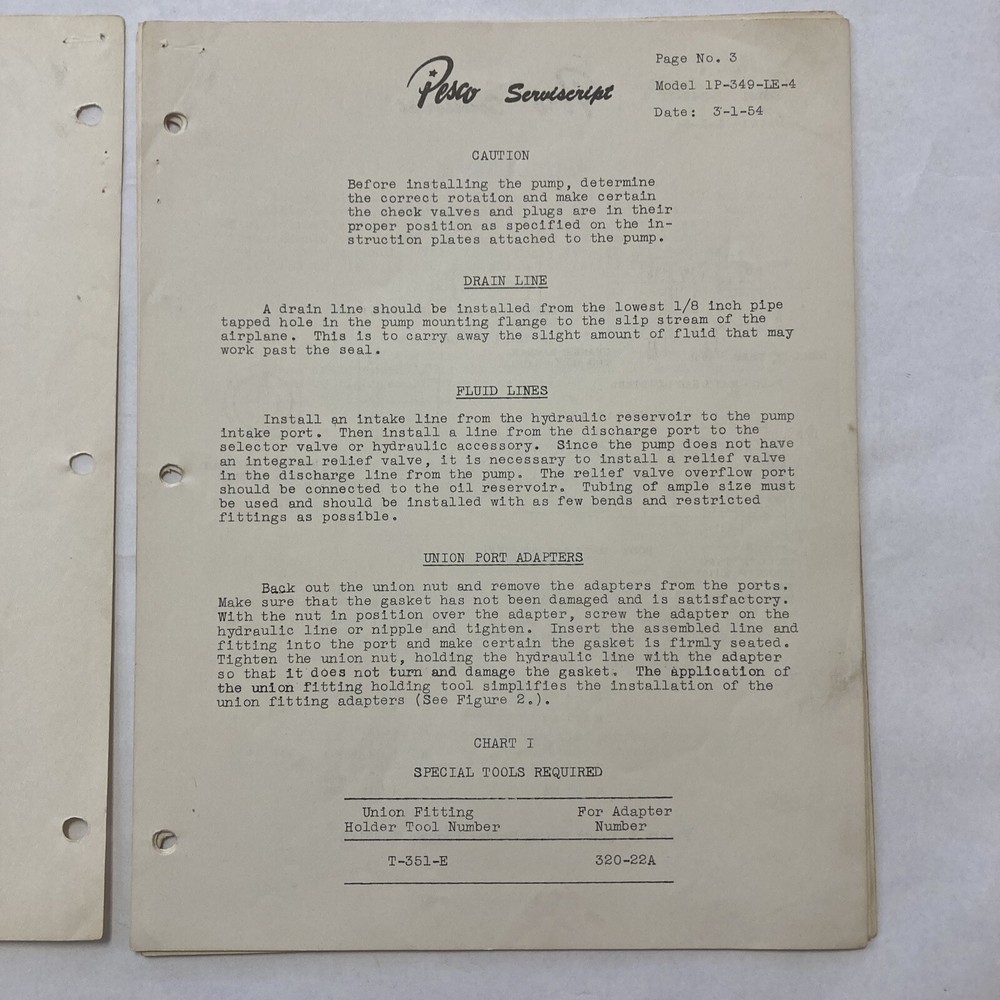 Pesco Serviscript
Page No. 3
Model 1P-349-LE-4
Date: 3-1-54
CAUTION
Before installing the pump, determine
the correct rotation and make certain
the check valves and plugs are in their
proper position as specified on the in-
struction plates attached to the pump.
DRAIN LINE
A drain line should be installed from the lowest 1/8 inch pipe
tapped hole in the pump mounting flange to the slip stream of the
airplane. This is to carry away the slight amount of fluid that may
work past the seal.
FLUID LINES
Install an intake line from the hydraulic reservoir to the pump
intake port. Then install a line from the discharge port to the
selector valve or hydraulic accessory. Since the pump does not have
an integral relief valve, it is necessary to install a relief valve
in the discharge line from the pump. The relief valve overflow port
should be connected to the oil reservoir. Tubing of ample size must
be used and should be installed with as few bends and restricted
fittings as possible.
UNION PORT ADAPTERS
Back out the union nut and remove the adapters from the ports.
Make sure that the gasket has not been damaged and is satisfactory.
With the nut in position over the adapter, screw the adapter on the
hydraulic line or nipple and tighten. Insert the assembled line and
fitting into the port and make certain the gasket is firmly seated.
Tighten the union nut, holding the hydraulic line with the adapter
so that it does not turn and damage the gasket. The application of
the union fitting holding tool simplifies the installation of the
union fitting adapters (See Figure 2.).
CHART I
SPECIAL TOOLS REQUIRED
Union Fitting For Adapter
Holder Tool Number Number
T-351-E 320-22A